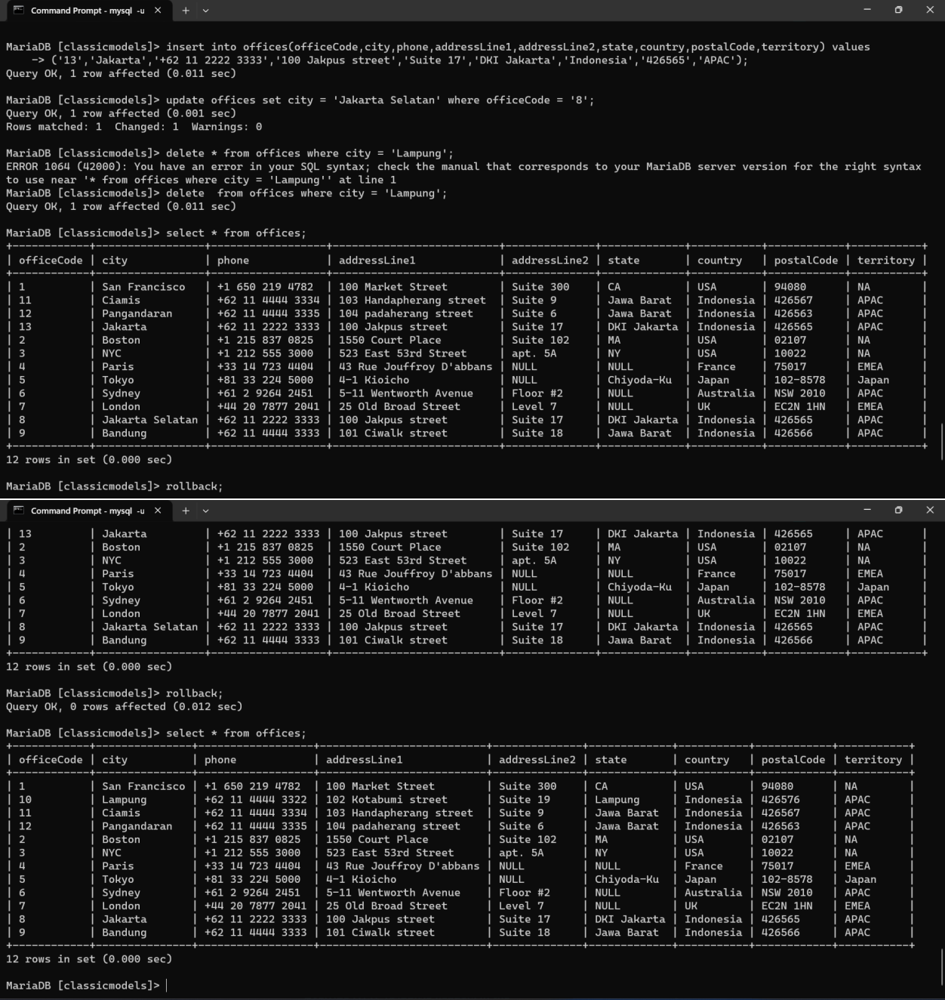 Command Prompt - mysql -u
MariaDB [classicmodels]> insert into offices(officeCode,city,phone,addressLine1,addressLine2,state,country,postalCode,territory) values
    -> ('13','Jakarta','+62 11 2222 3333','100 Jakpus street','Suite 17','DKI Jakarta','Indonesia','426565','APAC');
Query OK, 1 row affected (0.011 sec)
MariaDB [classicmodels]> update offices set city = 'Jakarta Selatan' where officeCode = '8';
Query OK, 1 row affected (0.001 sec)
Rows matched: 1  Changed: 1  Warnings: 0
MariaDB [classicmodels]> delete * from offices where city = 'Lampung';
ERROR 1064 (42000): You have an error in your SQL syntax; check the manual that corresponds to your MariaDB server version for the right syntax
to use near '* from offices where city = 'Lampung'' at line 1
MariaDB [classicmodels]> delete  from offices where city = 'Lampung';
Query OK, 1 row affected (0.011 sec)
MariaDB [classicmodels]> select * from offices;
| officeCode | city | phone | addressLine1 | addressLine2 | state | country | postalCode | territory |
| 1 | San Francisco | +1 650 219 4782 | 100 Market Street | Suite 300 | CA | USA | 94080 | NA |
| 11 | Ciamis | +62 11 4444 3334 | 103 Handapherang street | Suite 9 | Jawa Barat | Indonesia | 426567 | APAC |
| 12 | Pangandaran | +62 11 4444 3335 | 104 padaherang street | Suite 6 | Jawa Barat | Indonesia | 426563 | APAC |
| 13 | Jakarta | +62 11 2222 3333 | 100 Jakpus street | Suite 17 | DKI Jakarta | Indonesia | 426565 | APAC |
| 2 | Boston | +1 215 837 0825 | 1550 Court Place | Suite 102 | MA | USA | 02107 | NA |
| 3 | NYC | +1 212 555 3000 | 523 East 53rd Street | apt. 5A | NY | USA | 10022 | NA |
| 4 | Paris | +33 14 723 4404 | 43 Rue Jouffroy D'abbans | NULL | NULL | France | 75017 | EMEA |
| 5 | Tokyo | +81 33 224 5000 | 4-1 Kioicho | NULL | Chiyoda-Ku | Japan | 102-8578 | Japan |
| 6 | Sydney | +61 2 9264 2451 | 5-11 Wentworth Avenue | Floor #2 | NULL | Australia | NSW 2010 | APAC |
| 7 | London | +44 20 7877 2041 | 25 Old Broad Street | Level 7 | NULL | UK | EC2N 1HN | EMEA |
| 8 | Jakarta Selatan | +62 11 2222 3333 | 100 Jakpus street | Suite 17 | DKI Jakarta | Indonesia | 426565 | APAC |
| 9 | Bandung | +62 11 4444 3333 | 101 Ciwalk street | Suite 18 | Jawa Barat | Indonesia | 426566 | APAC |
12 rows in set (0.000 sec)
MariaDB [classicmodels]> rollback;
Command Prompt - mysql -u
| 13 | Jakarta | +62 11 2222 3333 | 100 Jakpus street | Suite 17 | DKI Jakarta | Indonesia | 426565 | APAC |
| 2 | Boston | +1 215 837 0825 | 1550 Court Place | Suite 102 | MA | USA | 02107 | NA |
| 3 | NYC | +1 212 555 3000 | 523 East 53rd Street | apt. 5A | NY | USA | 10022 | NA |
| 4 | Paris | +33 14 723 4404 | 43 Rue Jouffroy D'abbans | NULL | NULL | France | 75017 | EMEA |
| 5 | Tokyo | +81 33 224 5000 | 4-1 Kioicho | NULL | Chiyoda-Ku | Japan | 102-8578 | Japan |
| 6 | Sydney | +61 2 9264 2451 | 5-11 Wentworth Avenue | Floor #2 | NULL | Australia | NSW 2010 | APAC |
| 7 | London | +44 20 7877 2041 | 25 Old Broad Street | Level 7 | NULL | UK | EC2N 1HN | EMEA |
| 8 | Jakarta Selatan | +62 11 2222 3333 | 100 Jakpus street | Suite 17 | DKI Jakarta | Indonesia | 426565 | APAC |
| 9 | Bandung | +62 11 4444 3333 | 101 Ciwalk street | Suite 18 | Jawa Barat | Indonesia | 426566 | APAC |
12 rows in set (0.000 sec)
MariaDB [classicmodels]> rollback;
Query OK, 0 rows affected (0.012 sec)
MariaDB [classicmodels]> select * from offices;
| officeCode | city | phone | addressLine1 | addressLine2 | state | country | postalCode | territory |
| 1 | San Francisco | +1 650 219 4782 | 100 Market Street | Suite 300 | CA | USA | 94080 | NA |
| 10 | Lampung | +62 11 4444 3322 | 102 Kotabumi street | Suite 19 | Lampung | Indonesia | 426576 | APAC |
| 11 | Ciamis | +62 11 4444 3334 | 103 Handapherang street | Suite 9 | Jawa Barat | Indonesia | 426567 | APAC |
| 12 | Pangandaran | +62 11 4444 3335 | 104 padaherang street | Suite 6 | Jawa Barat | Indonesia | 426563 | APAC |
| 2 | Boston | +1 215 837 0825 | 1550 Court Place | Suite 102 | MA | USA | 02107 | NA |
| 3 | NYC | +1 212 555 3000 | 523 East 53rd Street | apt. 5A | NY | USA | 10022 | NA |
| 4 | Paris | +33 14 723 4404 | 43 Rue Jouffroy D'abbans | NULL | NULL | France | 75017 | EMEA |
| 5 | Tokyo | +81 33 224 5000 | 4-1 Kioicho | NULL | Chiyoda-Ku | Japan | 102-8578 | Japan |
| 6 | Sydney | +61 2 9264 2451 | 5-11 Wentworth Avenue | Floor #2 | NULL | Australia | NSW 2010 | APAC |
| 7 | London | +44 20 7877 2041 | 25 Old Broad Street | Level 7 | NULL | UK | EC2N 1HN | EMEA |
| 8 | Jakarta | +62 11 2222 3333 | 100 Jakpus street | Suite 17 | DKI Jakarta | Indonesia | 426565 | APAC |
| 9 | Bandung | +62 11 4444 3333 | 101 Ciwalk street | Suite 18 | Jawa Barat | Indonesia | 426566 | APAC |
12 rows in set (0.000 sec)
MariaDB [classicmodels]>